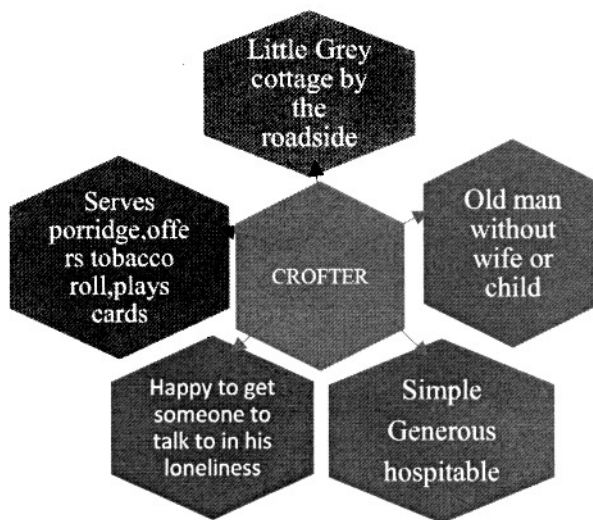 Little Grey
cottage by
the
roadside
Serves
porridge,offe
rs tobacco
roll,plays
cards
CROFTER
Old man
without
wife or
child
Happy to get
someone to
talk to in his
loneliness
Simple
Generous
hospitable